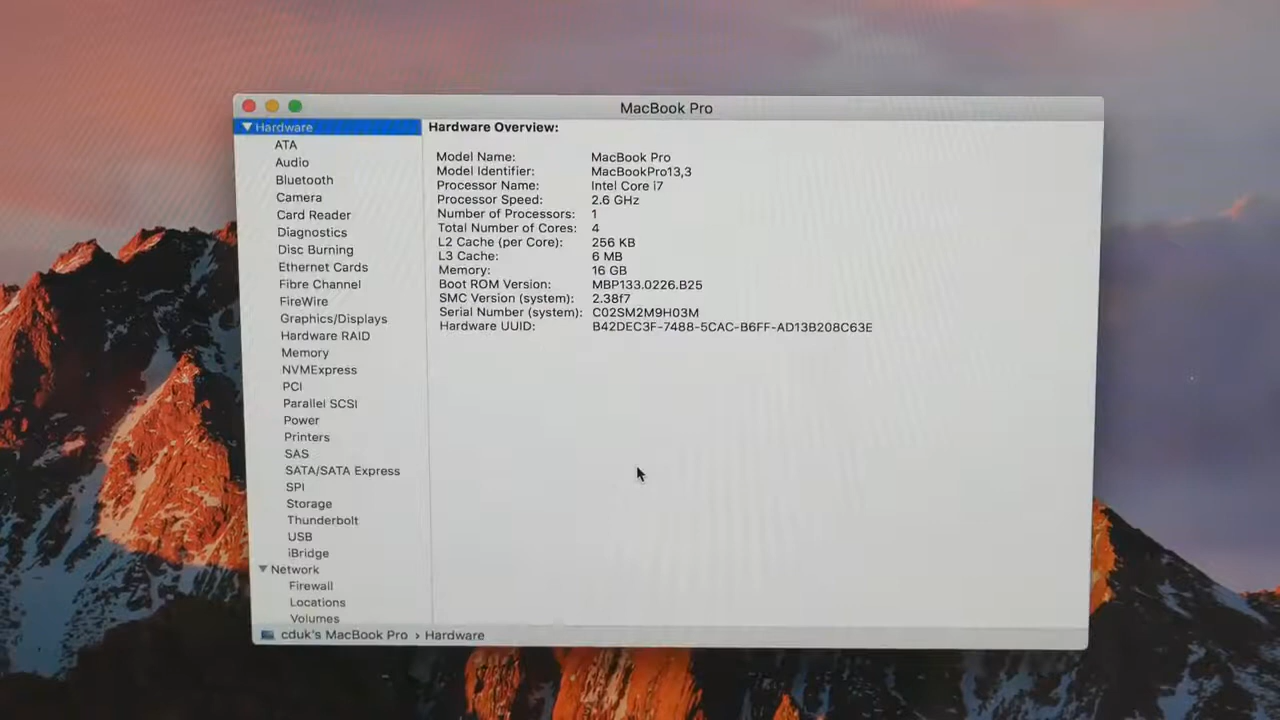 MacBook Pro
Hardware
ATA
Audio
Bluetooth
Camera
Card Reader
Diagnostics
Disc Burning
Ethernet Cards
Fibre Channel
FireWire
Graphics/Displays
Hardware RAID
Memory
NVMExpress
PCI
Parallel SCSI
Power
Printers
SAS
SATA/SATA Express
SPI
Storage
Thunderbolt
USB
iBridge
Network
Firewall
Locations
Volumes
Hardware Overview:
Model Name: MacBook Pro
Model Identifier: MacBookPro13,3
Processor Name: Intel Core i7
Processor Speed: 2.6 GHz
Number of Processors: 1
Total Number of Cores: 4
L2 Cache (per Core): 256 KB
L3 Cache: 6 MB
Memory: 16 GB
Boot ROM Version: MBP133.0226.B25
SMC Version (system): 2.38f7
Serial Number (system): C02SM2M9H03M
Hardware UUID: B42DEC3F-7488-5CAC-B6FF-AD13B208C63E
cduk's MacBook Pro › Hardware